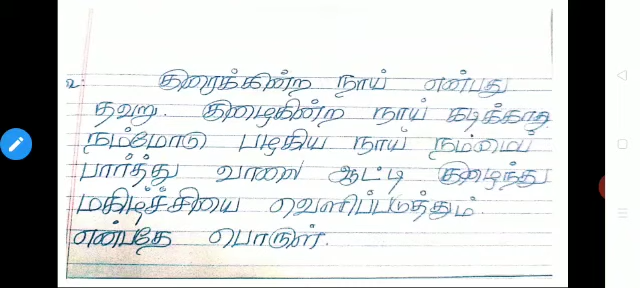 உ: குரைக்கின்ற நாய் என்பது
தவறு. குழைகின்ற நாய் கடிக்காது
நம்மோடு பழகிய நாய் நம்மைப்
பார்த்து வாலை ஆட்டி குழைந்து
மகிழ்ச்சியை வெளிப்படுத்தும்.
என்பதே பொருள்.